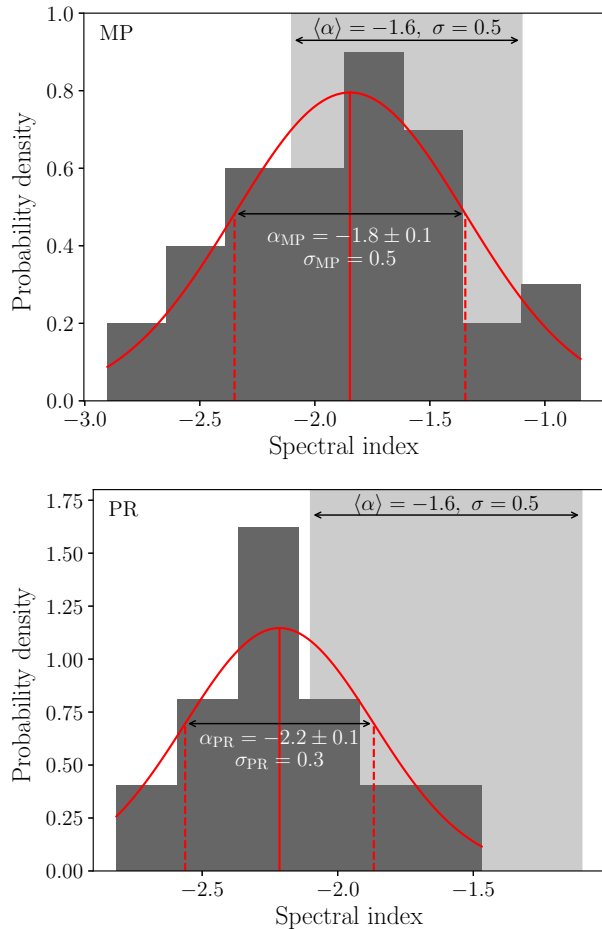 MP
⟨α⟩ = −1.6, σ = 0.5
1.0
0.8
0.6
0.4
0.2
0.0
Probability density
α_MP = −1.8 ± 0.1
σ_MP = 0.5
−3.0 −2.5 −2.0 −1.5 −1.0
Spectral index
PR
⟨α⟩ = −1.6, σ = 0.5
1.75
1.50
1.25
1.00
0.75
0.50
0.25
0.00
Probability density
α_PR = −2.2 ± 0.1
σ_PR = 0.3
−2.5 −2.0 −1.5
Spectral index